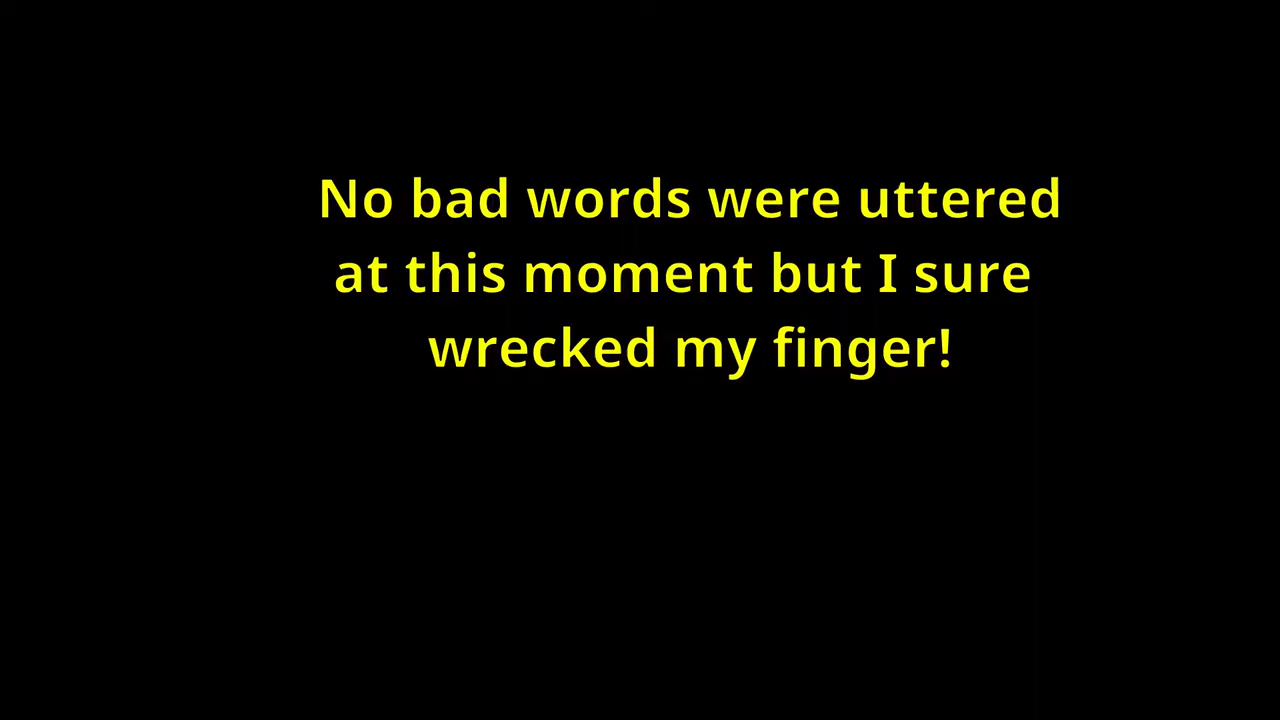 No bad words were uttered
at this moment but I sure
wrecked my finger!